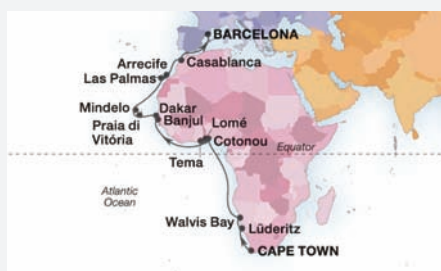 BARCELONA
Arrecife
Casablanca
Las Palmas
Mindelo
Dakar
Lomé
Banjul
Cotonou
Praia di
Vitória
Tema
Equator
Atlantic
Ocean
Walvis Bay
Lüderitz
CAPE TOWN